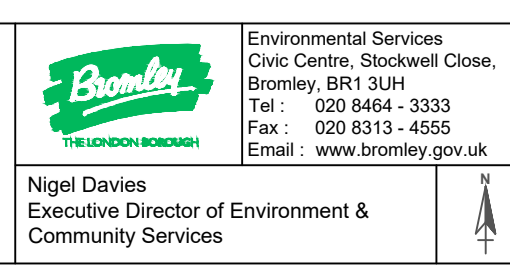 Bromley
THE LONDON BOROUGH
Environmental Services
Civic Centre, Stockwell Close,
Bromley, BR1 3UH
Tel : 020 8464 - 3333
Fax : 020 8313 - 4555
Email : www.bromley.gov.uk
Nigel Davies
Executive Director of Environment &
Community Services
N